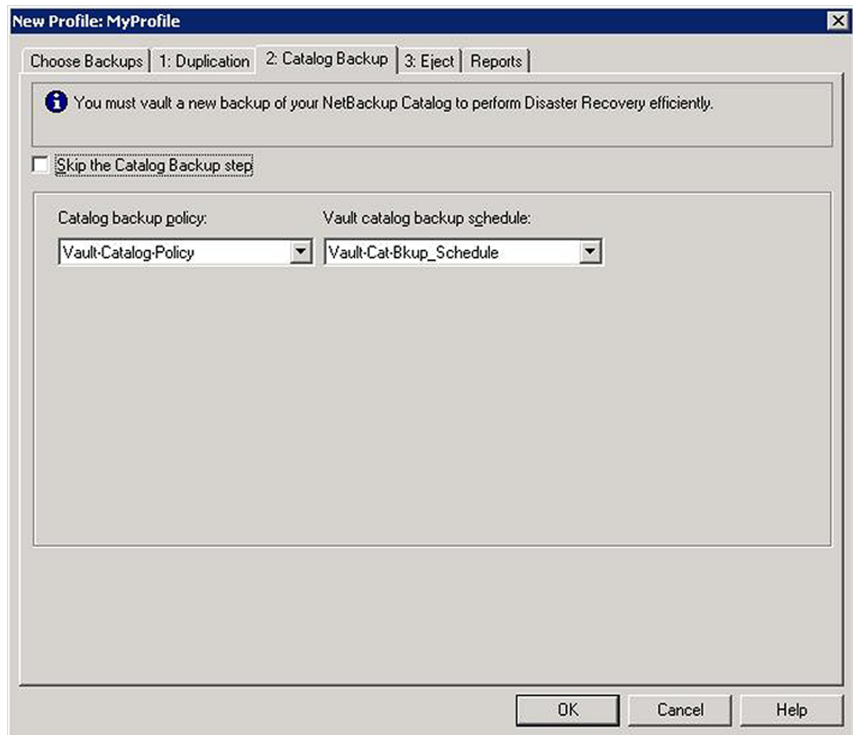 New Profile: MyProfile
Choose Backups 1: Duplication 2: Catalog Backup 3: Eject Reports
You must vault a new backup of your NetBackup Catalog to perform Disaster Recovery efficiently.
Skip the Catalog Backup step
Catalog backup policy: Vault catalog backup schedule:
Vault-Catalog-Policy Vault-Cat-Bkup_Schedule
OK Cancel Help